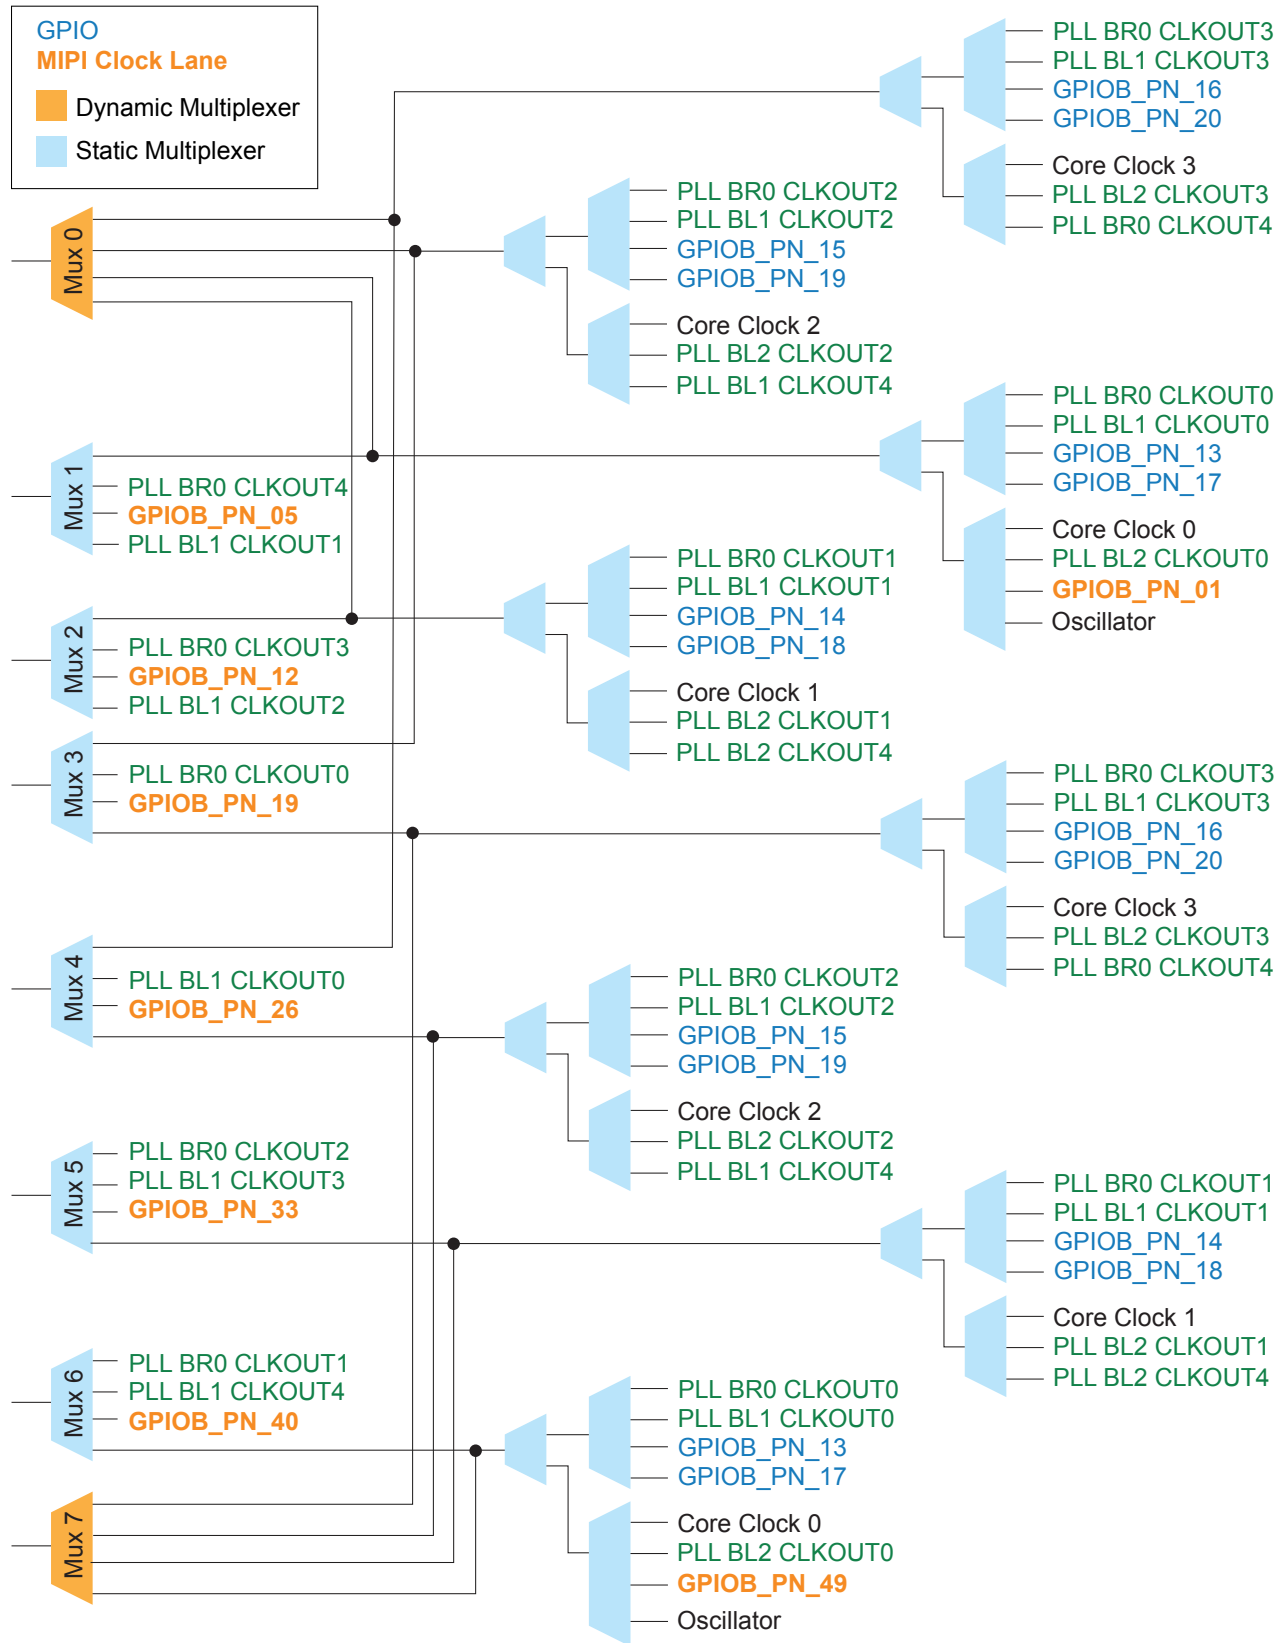 GPIO
MIPI Clock Lane
Dynamic Multiplexer
Static Multiplexer
PLL BR0 CLKOUT3
PLL BL1 CLKOUT3
GPIOB_PN_16
GPIOB_PN_20
Core Clock 3
PLL BL2 CLKOUT3
PLL BR0 CLKOUT4
Mux 0
PLL BR0 CLKOUT2
PLL BL1 CLKOUT2
GPIOB_PN_15
GPIOB_PN_19
Core Clock 2
PLL BL2 CLKOUT2
PLL BL1 CLKOUT4
PLL BR0 CLKOUT0
PLL BL1 CLKOUT0
GPIOB_PN_13
GPIOB_PN_17
Core Clock 0
PLL BL2 CLKOUT0
GPIOB_PN_01
Oscillator
Mux 1
PLL BR0 CLKOUT4
GPIOB_PN_05
PLL BL1 CLKOUT1
PLL BR0 CLKOUT1
PLL BL1 CLKOUT1
GPIOB_PN_14
GPIOB_PN_18
Core Clock 1
PLL BL2 CLKOUT1
PLL BL2 CLKOUT4
Mux 2
PLL BR0 CLKOUT3
GPIOB_PN_12
PLL BL1 CLKOUT2
Mux 3
PLL BR0 CLKOUT0
GPIOB_PN_19
PLL BR0 CLKOUT3
PLL BL1 CLKOUT3
GPIOB_PN_16
GPIOB_PN_20
Core Clock 3
PLL BL2 CLKOUT3
PLL BR0 CLKOUT4
Mux 4
PLL BL1 CLKOUT0
GPIOB_PN_26
PLL BR0 CLKOUT2
PLL BL1 CLKOUT2
GPIOB_PN_15
GPIOB_PN_19
Core Clock 2
PLL BL2 CLKOUT2
PLL BL1 CLKOUT4
Mux 5
PLL BR0 CLKOUT2
PLL BL1 CLKOUT3
GPIOB_PN_33
PLL BR0 CLKOUT1
PLL BL1 CLKOUT1
GPIOB_PN_14
GPIOB_PN_18
Core Clock 1
PLL BL2 CLKOUT1
PLL BL2 CLKOUT4
Mux 6
PLL BR0 CLKOUT1
PLL BL1 CLKOUT4
GPIOB_PN_40
PLL BR0 CLKOUT0
PLL BL1 CLKOUT0
GPIOB_PN_13
GPIOB_PN_17
Core Clock 0
PLL BL2 CLKOUT0
GPIOB_PN_49
Oscillator
Mux 7